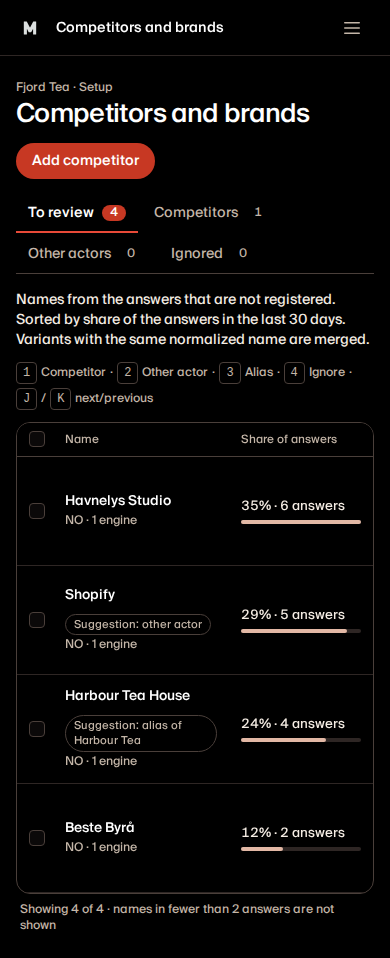 M Competitors and brands
Fjord Tea · Setup
Competitors and brands
Add competitor
To review 4 Competitors 1
Other actors 0 Ignored 0
Names from the answers that are not registered.
Sorted by share of the answers in the last 30 days.
Variants with the same normalized name are merged.
1 Competitor · 2 Other actor · 3 Alias · 4 Ignore ·
J / K next/previous
Name Share of answers
Havnelys Studio
NO · 1 engine
35% · 6 answers
Shopify
Suggestion: other actor
NO · 1 engine
29% · 5 answers
Harbour Tea House
Suggestion: alias of
Harbour Tea
NO · 1 engine
24% · 4 answers
Beste Byrå
NO · 1 engine
12% · 2 answers
Showing 4 of 4 · names in fewer than 2 answers are not
shown